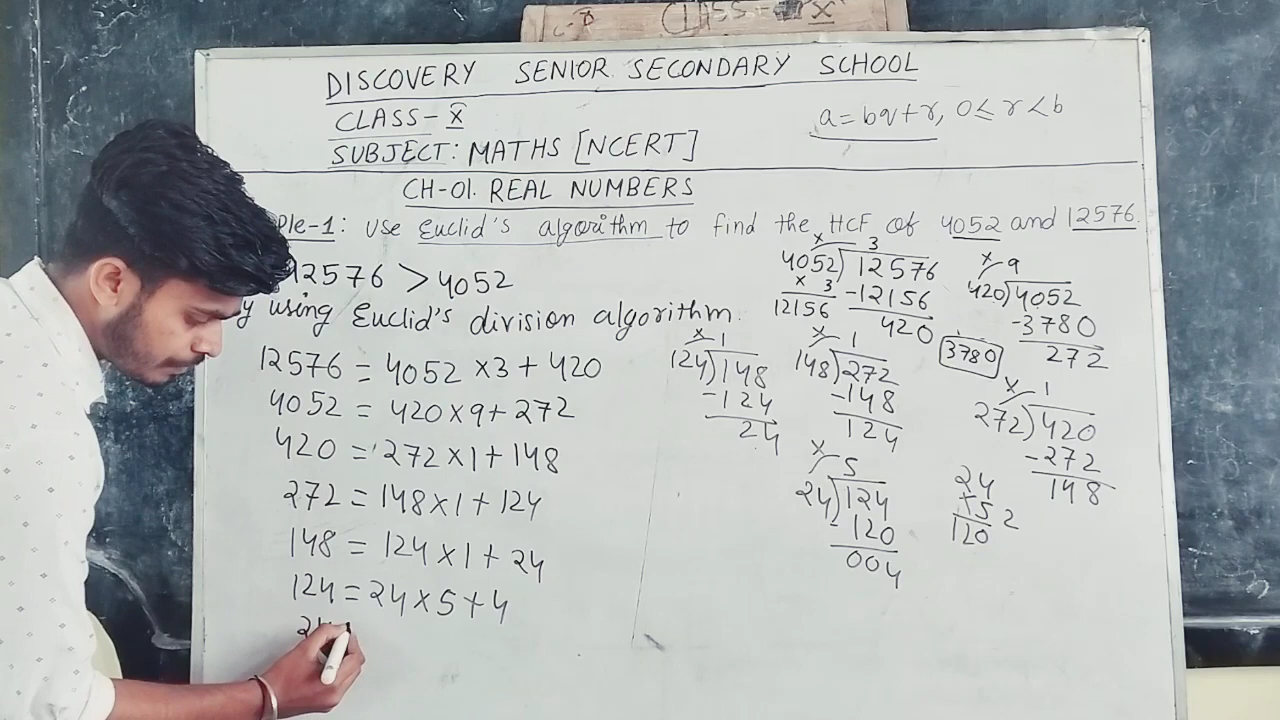 CLASS - X
DISCOVERY SENIOR SECONDARY SCHOOL
CLASS - X
SUBJECT: MATHS [NCERT]
a = bq + r, 0 ≤ r < b
CH-01. REAL NUMBERS
ple-1: Use Euclid's algorithm to find the HCF of 4052 and 12576.
12576 > 4052
y using Euclid's division algorithm.
12576 = 4052 × 3 + 420
4052 = 420 × 9 + 272
420 = 272 × 1 + 148
272 = 148 × 1 + 124
148 = 124 × 1 + 24
124 = 24 × 5 + 4
24
x 3
4052)12576
x 3 -12156
12156 420
x 9
420)4052
-3780
272
3780
x 1
124)148
-124
24
x 1
148)272
-148
124
x 1
272)420
-272
148
x 5
24)124
-120
004
24
×5 2
120